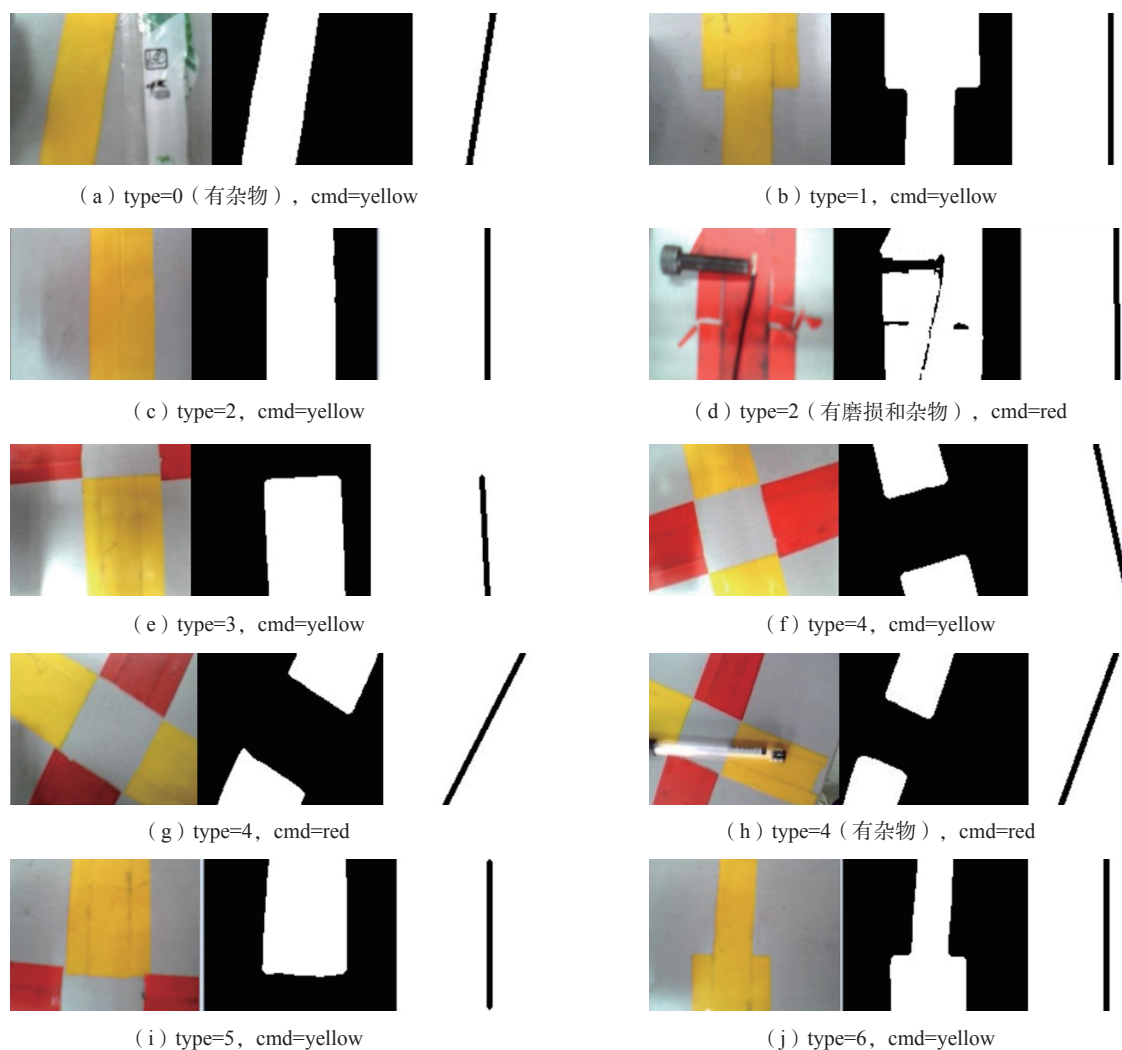 （a）type=0（有杂物），cmd=yellow
（b）type=1，cmd=yellow
（c）type=2，cmd=yellow
（d）type=2（有磨损和杂物），cmd=red
（e）type=3，cmd=yellow
（f）type=4，cmd=yellow
（g）type=4，cmd=red
（h）type=4（有杂物），cmd=red
（i）type=5，cmd=yellow
（j）type=6，cmd=yellow